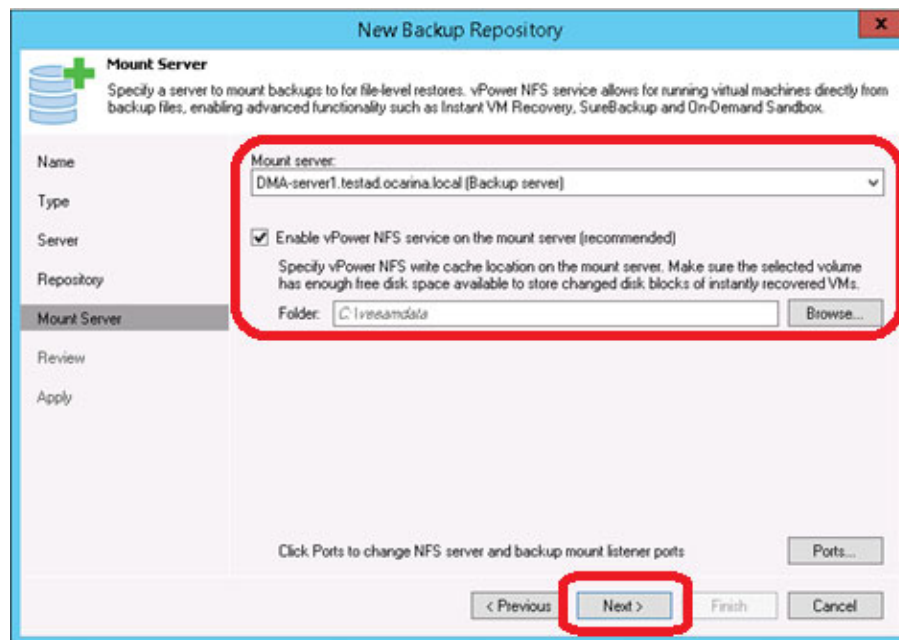 New Backup Repository
x
Mount Server
Specify a server to mount backups to for file-level restores. vPower NFS service allows for running virtual machines directly from
backup files, enabling advanced functionality such as Instant VM Recovery, SureBackup and On-Demand Sandbox.
Name
Type
Server
Repository
Mount Server
Review
Apply
Mount server:
DMA-server1.testad.ocarina.local (Backup server)
Enable vPower NFS service on the mount server (recommended)
Specify vPower NFS write cache location on the mount server. Make sure the selected volume
has enough free disk space available to store changed disk blocks of instantly recovered VMs.
Folder: C:\veeamdata Browse...
Click Ports to change NFS server and backup mount listener ports Ports...
< Previous Next > Finish Cancel